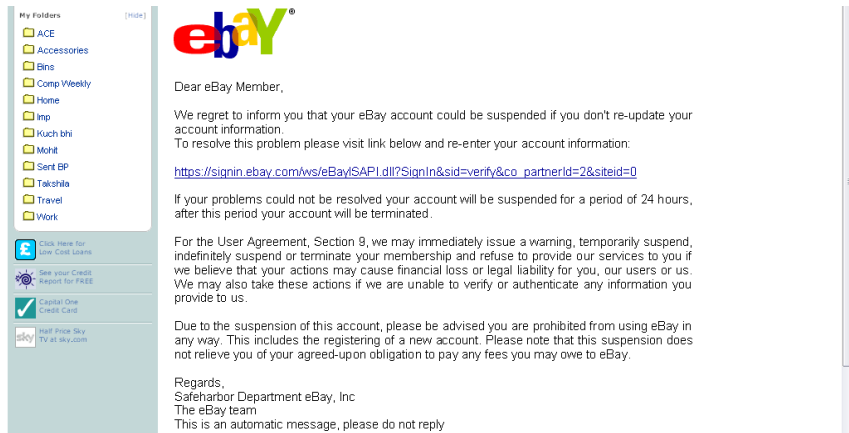 My Folders [Hide]
ACE
Accessories
Bins
Comp Weekly
Home
Imp
Kuch bhi
Mohit
Sent BP
Takshila
Travel
Work
Click Here for
Low Cost Loans
See your Credit
Report for FREE
Capital One
Credit Card
sky
Half Price Sky
TV at sky.com
ebaY®
Dear eBay Member,
We regret to inform you that your eBay account could be suspended if you don't re-update your
account information.
To resolve this problem please visit link below and re-enter your account information:
https://signin.ebay.com/ws/eBayISAPI.dll?SignIn&sid=verify&co_partnerId=2&siteid=0
If your problems could not be resolved your account will be suspended for a period of 24 hours,
after this period your account will be terminated.
For the User Agreement, Section 9, we may immediately issue a warning, temporarily suspend,
indefinitely suspend or terminate your membership and refuse to provide our services to you if
we believe that your actions may cause financial loss or legal liability for you, our users or us.
We may also take these actions if we are unable to verify or authenticate any information you
provide to us.
Due to the suspension of this account, please be advised you are prohibited from using eBay in
any way. This includes the registering of a new account. Please note that this suspension does
not relieve you of your agreed-upon obligation to pay any fees you may owe to eBay.
Regards,
Safeharbor Department eBay, Inc
The eBay team
This is an automatic message, please do not reply